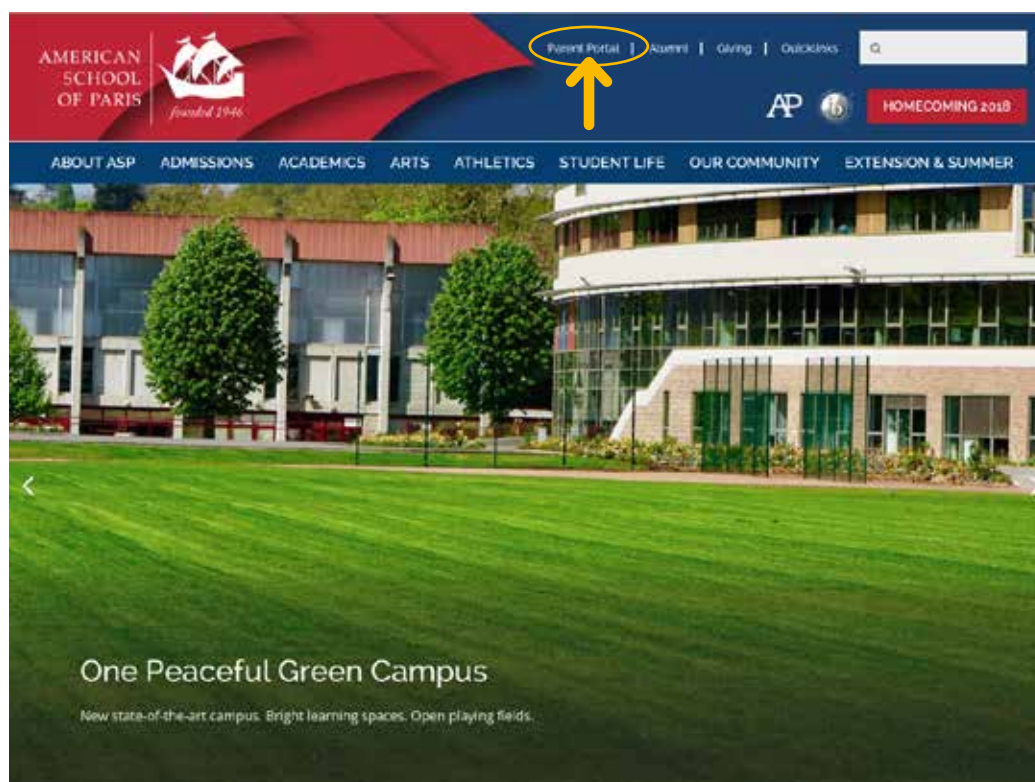 AMERICAN
SCHOOL
OF PARIS
founded 1946
Parent Portal | Alumni | Giving | Quicklinks
AP ib HOMECOMING 2018
ABOUT ASP ADMISSIONS ACADEMICS ARTS ATHLETICS STUDENT LIFE OUR COMMUNITY EXTENSION & SUMMER
One Peaceful Green Campus
New state-of-the-art campus. Bright learning spaces. Open playing fields.